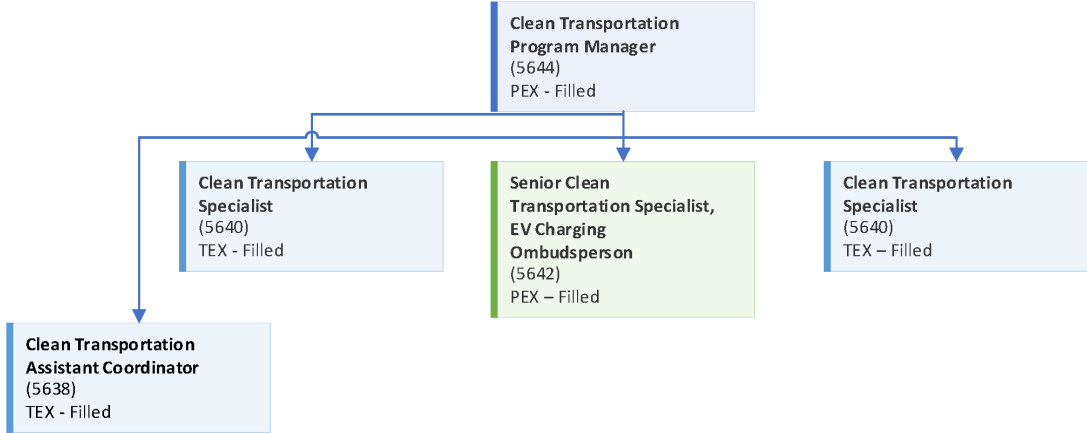 Clean Transportation
Program Manager
(5644)
PEX - Filled
Clean Transportation
Specialist
(5640)
TEX - Filled
Senior Clean
Transportation Specialist,
EV Charging
Ombudsperson
(5642)
PEX – Filled
Clean Transportation
Specialist
(5640)
TEX – Filled
Clean Transportation
Assistant Coordinator
(5638)
TEX - Filled